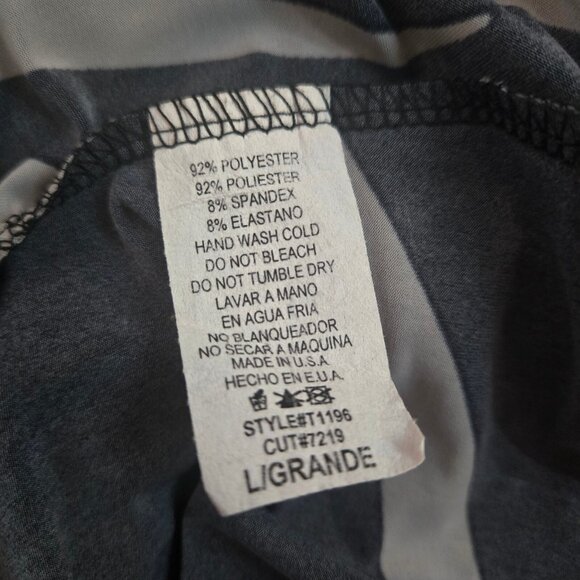 92% POLYESTER
92% POLIESTER
8% SPANDEX
8% ELASTANO
HAND WASH COLD
DO NOT BLEACH
DO NOT TUMBLE DRY
LAVAR A MANO
EN AGUA FRIA
NO BLANQUEADOR
NO SECAR A MAQUINA
MADE IN U.S.A.
HECHO EN E.U.A.
STYLE#T1196
CUT#7219
L/GRANDE